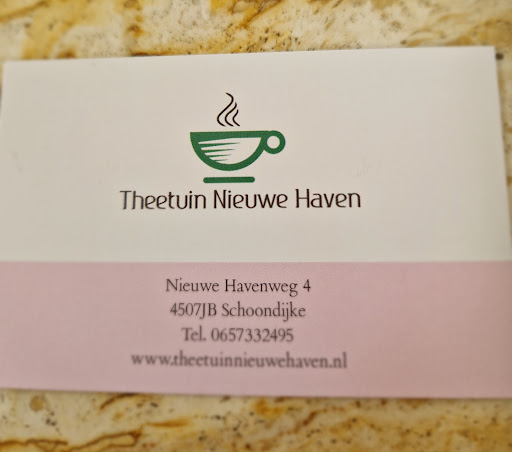 Theetuin Nieuwe Haven
Nieuwe Havenweg 4
4507JB Schoondijke
Tel. 0657332495
www.theetuinnieuwehaven.nl